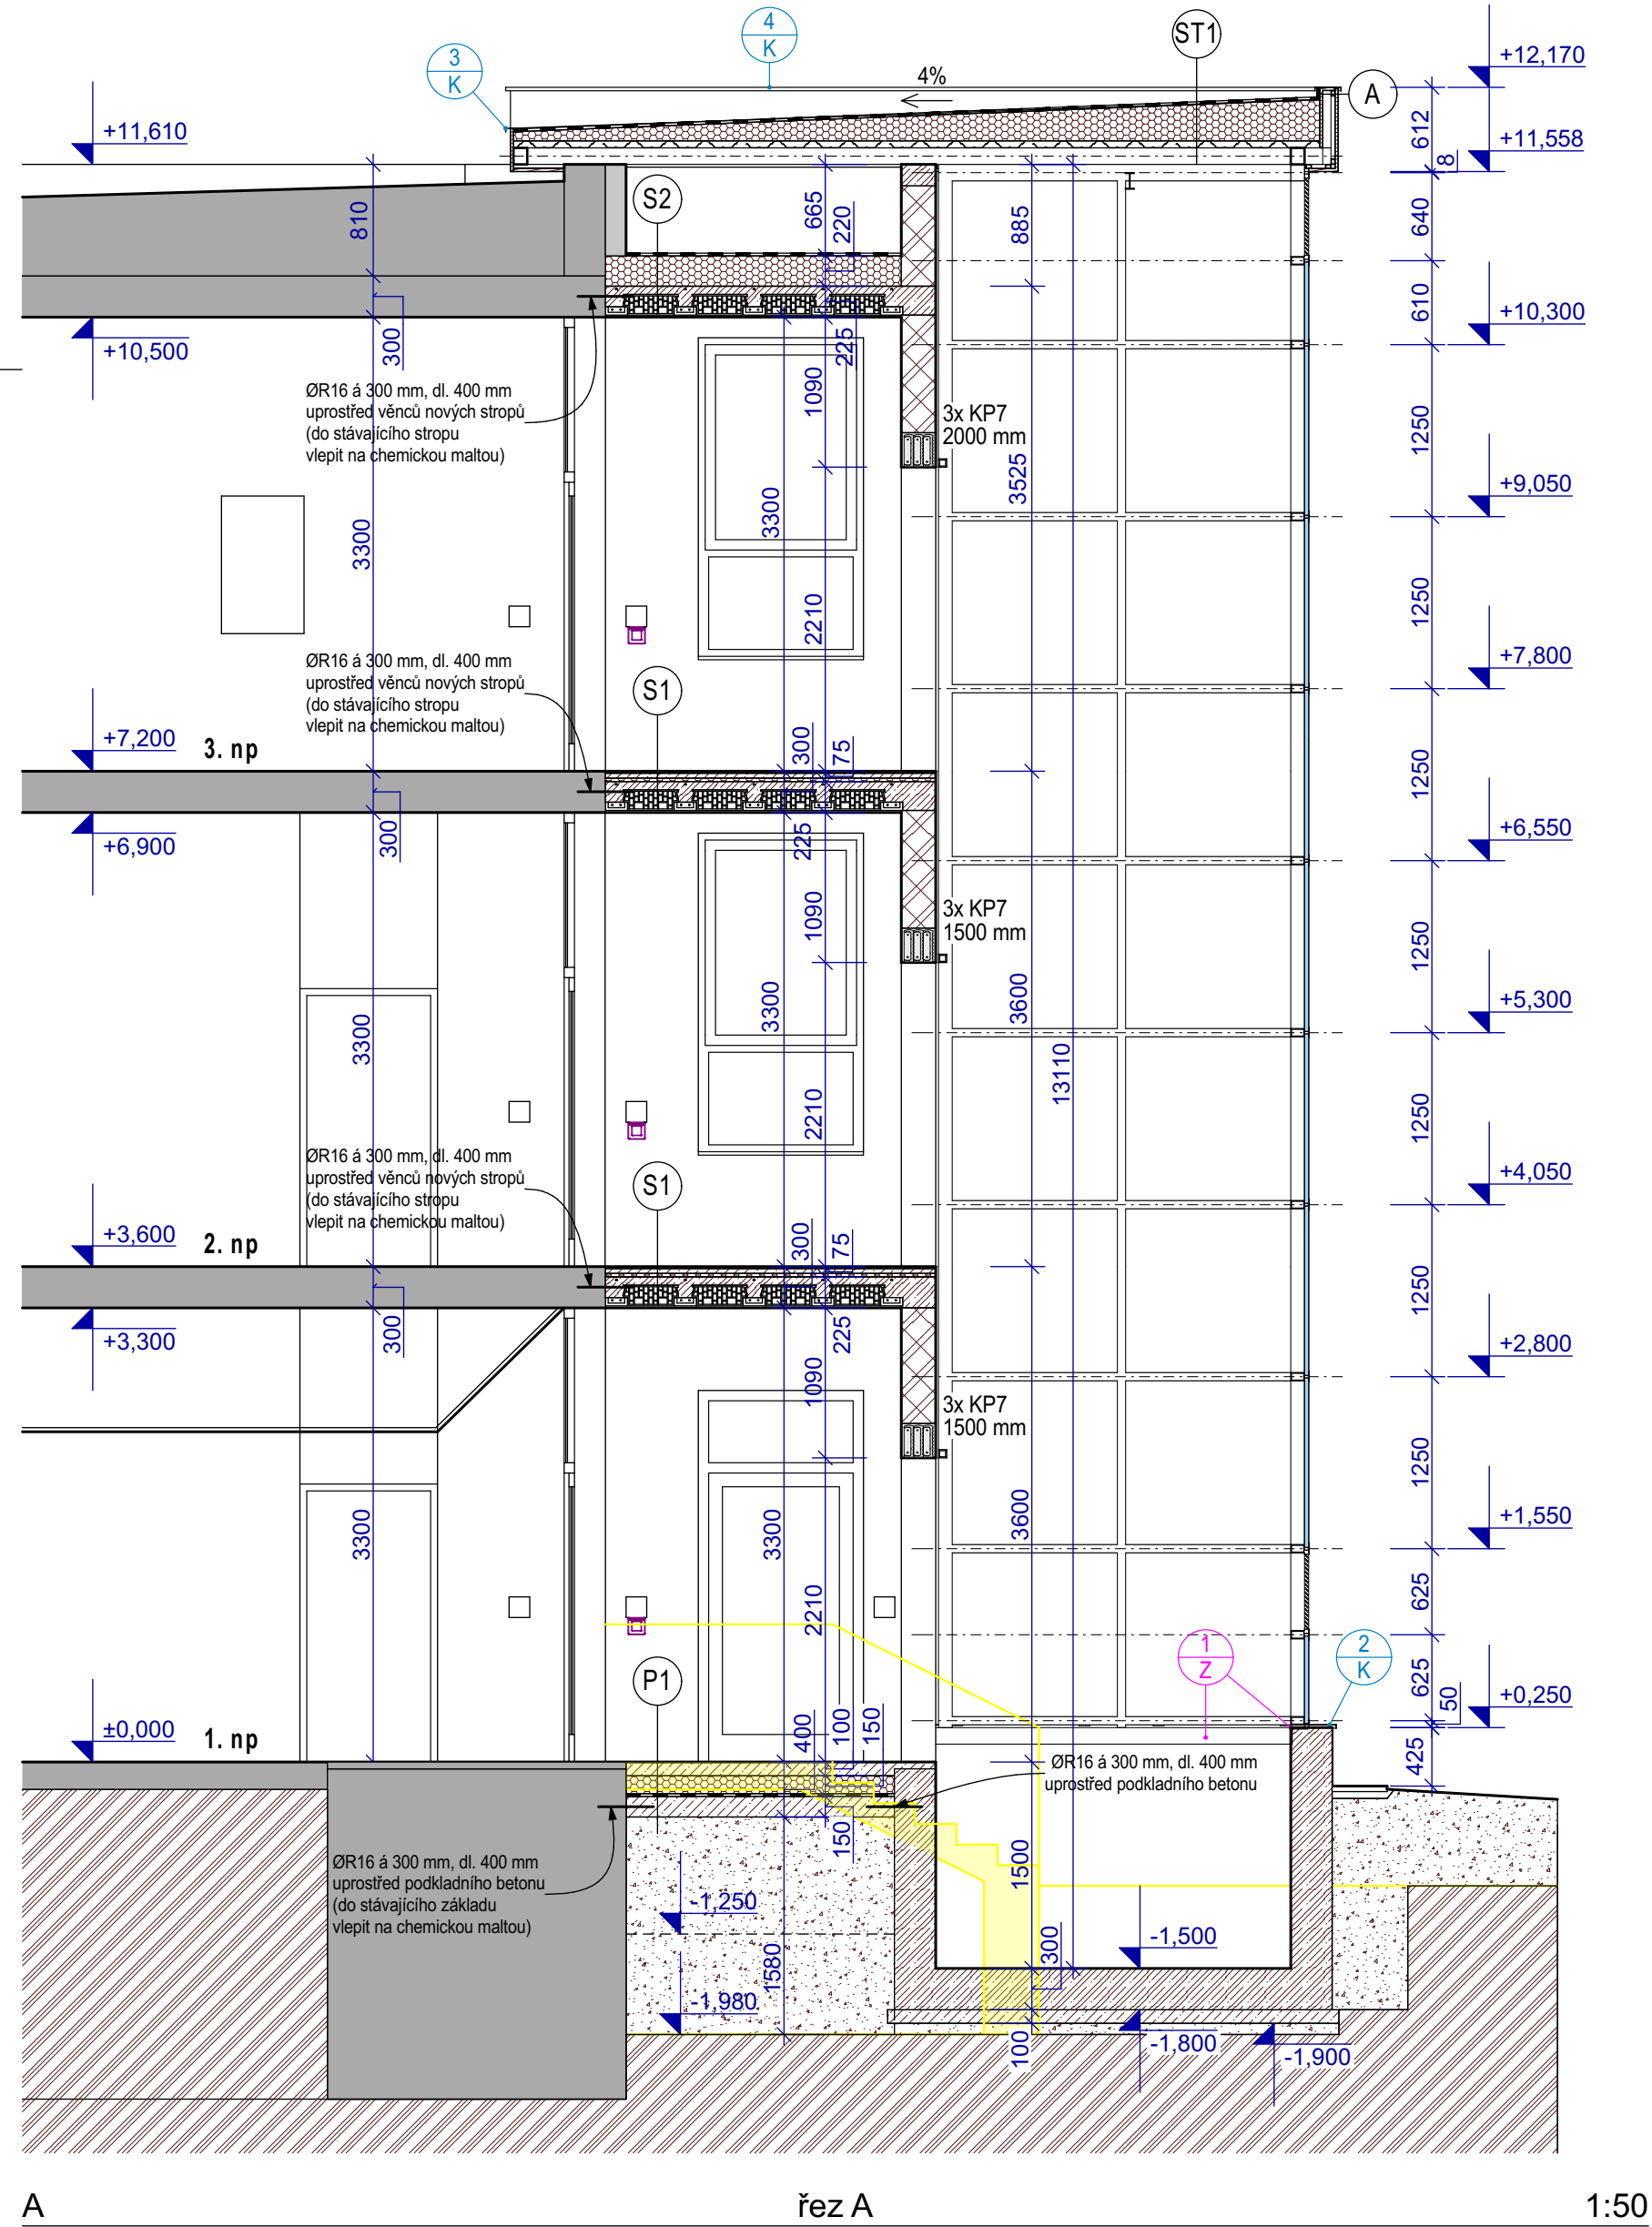 4
K
ST1
3
K
4%
A
+12,170
612
+11,610
+11,558
8
S2
810
665
220
885
640
610
+10,300
300
+10,500
225
ØR16 á 300 mm, dl. 400 mm
uprostřed věnců nových stropů
(do stávajícího stropu
vlepit na chemickou maltou)
1090
3x KP7
2000 mm
1250
3525
+9,050
3300
3300
1250
2210
+7,800
ØR16 á 300 mm, dl. 400 mm
uprostřed věnců nových stropů
(do stávajícího stropu
vlepit na chemickou maltou)
S1
+7,200
3. np
300
75
1250
+6,900
300
225
+6,550
1090
3x KP7
1500 mm
1250
3300
3300
3600
+5,300
13110
2210
1250
ØR16 á 300 mm, dl. 400 mm
uprostřed věnců nových stropů
(do stávajícího stropu
vlepit na chemickou maltou)
S1
+4,050
+3,600
2. np
300
75
1250
+3,300
300
225
+2,800
1090
3x KP7
1500 mm
1250
3300
3300
3600
+1,550
2210
625
1
Z
2
K
P1
625
50
+0,250
±0,000
1. np
400
100
150
425
ØR16 á 300 mm, dl. 400 mm
uprostřed podkladního betonu
150
1500
ØR16 á 300 mm, dl. 400 mm
uprostřed podkladního betonu
(do stávajícího základu
vlepit na chemickou maltou)
-1,250
-1,500
300
1580
-1,980
100
-1,800
-1,900
A
řez A
1:50